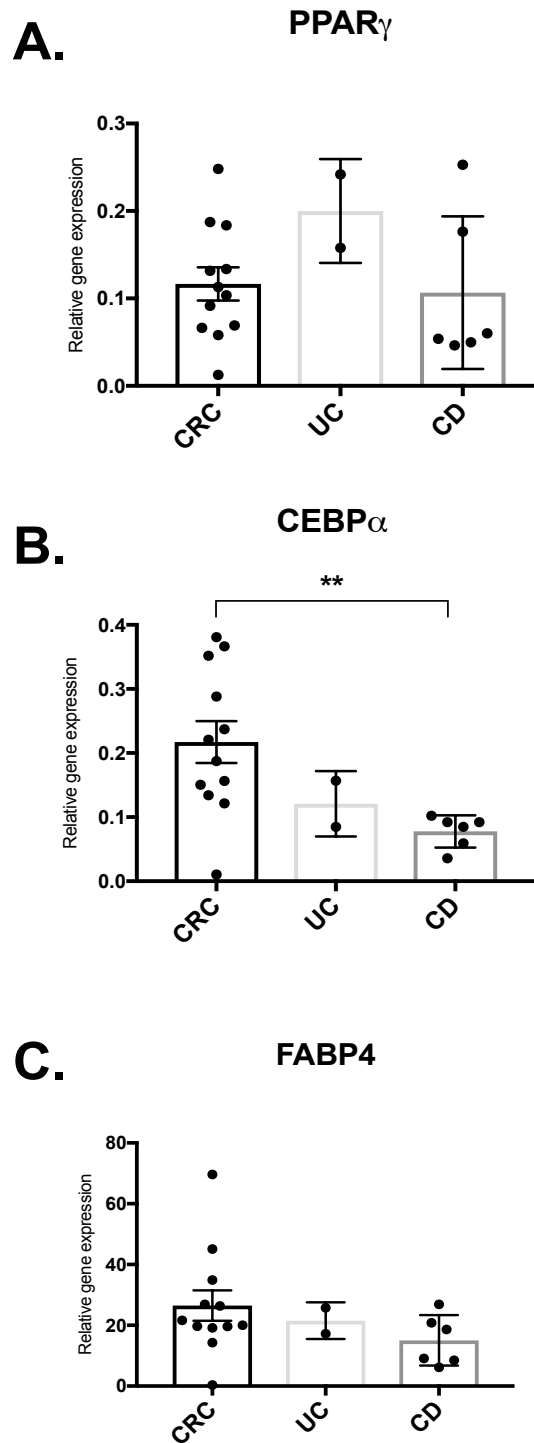 A.
PPARγ
Relative gene expression
0.3
0.2
0.1
0.0
CRC
UC
CD
B.
CEBPα
**
Relative gene expression
0.4
0.3
0.2
0.1
0.0
CRC
UC
CD
C.
FABP4
Relative gene expression
80
60
40
20
0
CRC
UC
CD